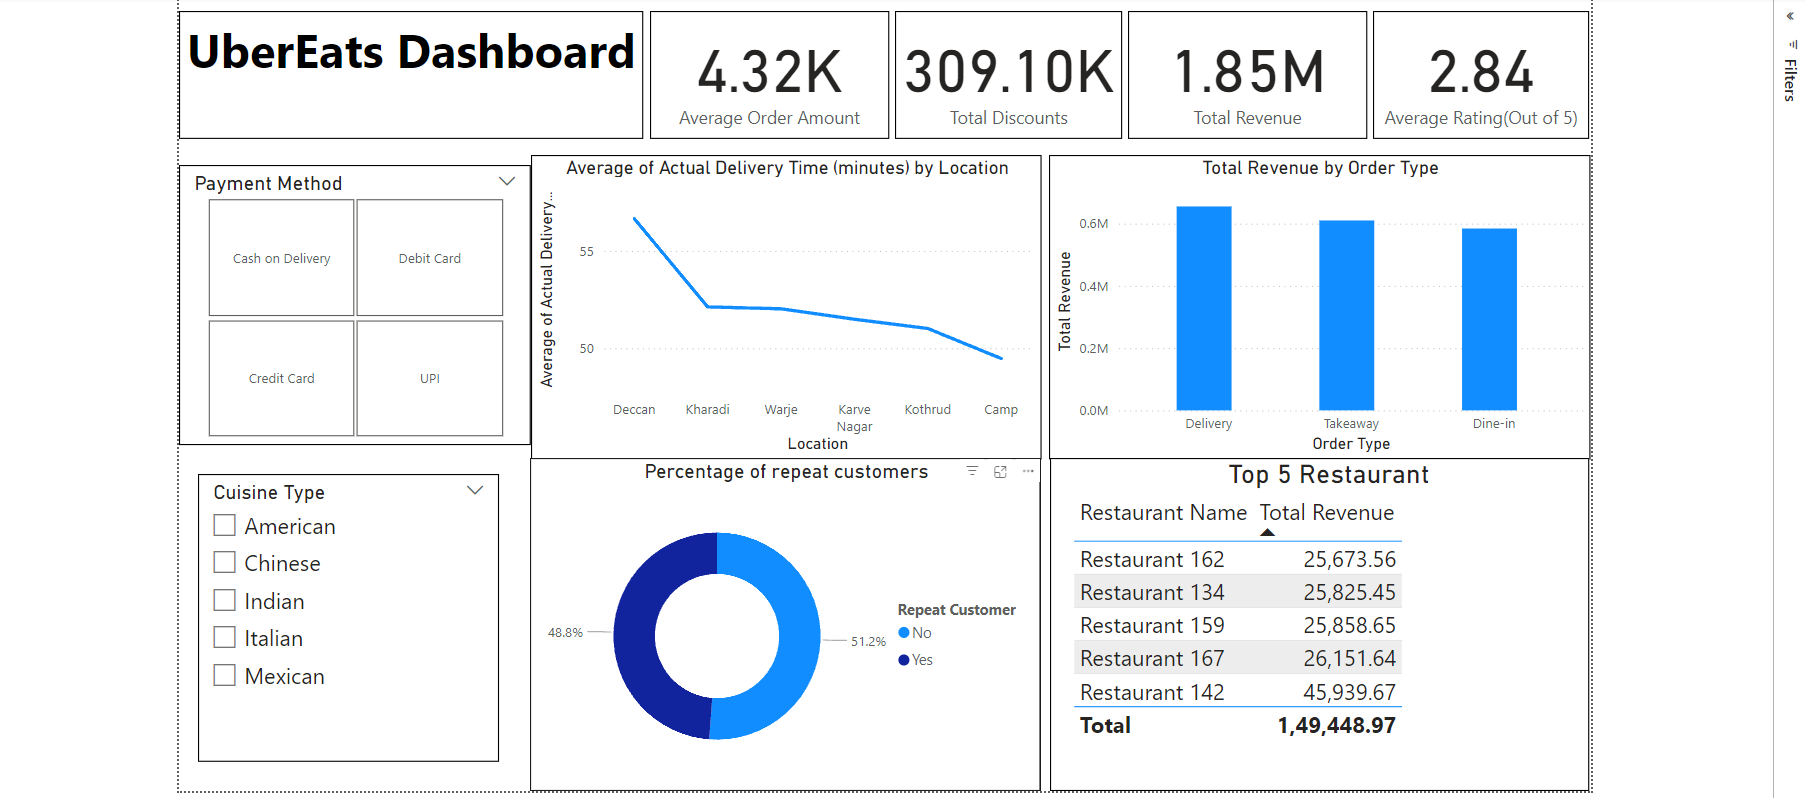 UberEats Dashboard
4.32K
Average Order Amount
309.10K
Total Discounts
1.85M
Total Revenue
2.84
Average Rating(Out of 5)
Filters
Payment Method
Cash on Delivery
Debit Card
Credit Card
UPI
Average of Actual Delivery Time (minutes) by Location
Average of Actual Delivery...
55
50
Deccan
Kharadi
Warje
Karve
Nagar
Kothrud
Camp
Location
Total Revenue by Order Type
Total Revenue
0.6M
0.4M
0.2M
0.0M
Delivery
Takeaway
Dine-in
Order Type
Cuisine Type
American
Chinese
Indian
Italian
Mexican
Percentage of repeat customers
48.8%
51.2%
Repeat Customer
No
Yes
Top 5 Restaurant
Restaurant Name Total Revenue
Restaurant 162 25,673.56
Restaurant 134 25,825.45
Restaurant 159 25,858.65
Restaurant 167 26,151.64
Restaurant 142 45,939.67
Total 1,49,448.97